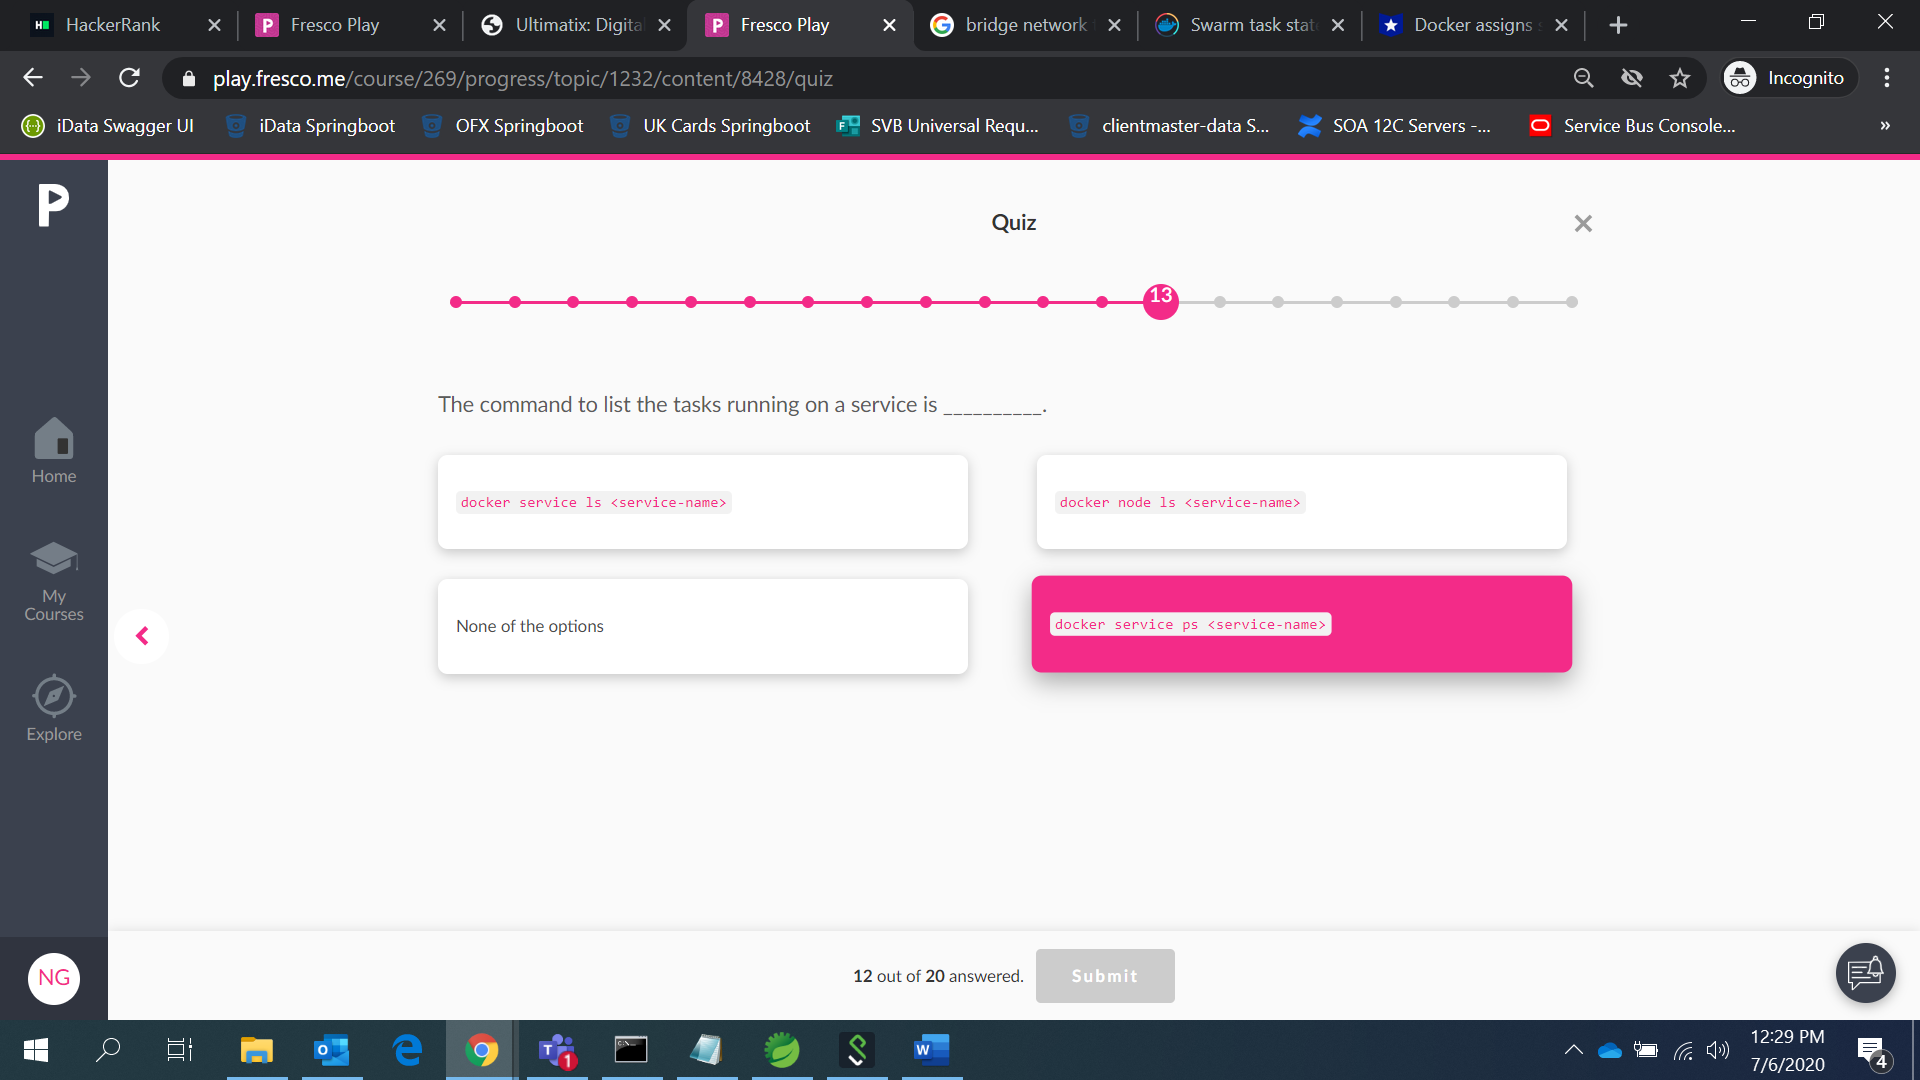 HackerRank
Fresco Play
Ultimatix: Digita
Fresco Play
bridge network
Swarm task stat
Docker assigns
play.fresco.me/course/269/progress/topic/1232/content/8428/quiz
Incognito
iData Swagger UI
iData Springboot
OFX Springboot
UK Cards Springboot
SVB Universal Requ...
clientmaster-data S...
SOA 12C Servers -...
Service Bus Console...
»
P
Quiz
13
The command to list the tasks running on a service is __________.
docker service ls <service-name>
docker node ls <service-name>
None of the options
docker service ps <service-name>
Home
My
Courses
Explore
NG
12 out of 20 answered.
Submit
12:29 PM
7/6/2020
1
4